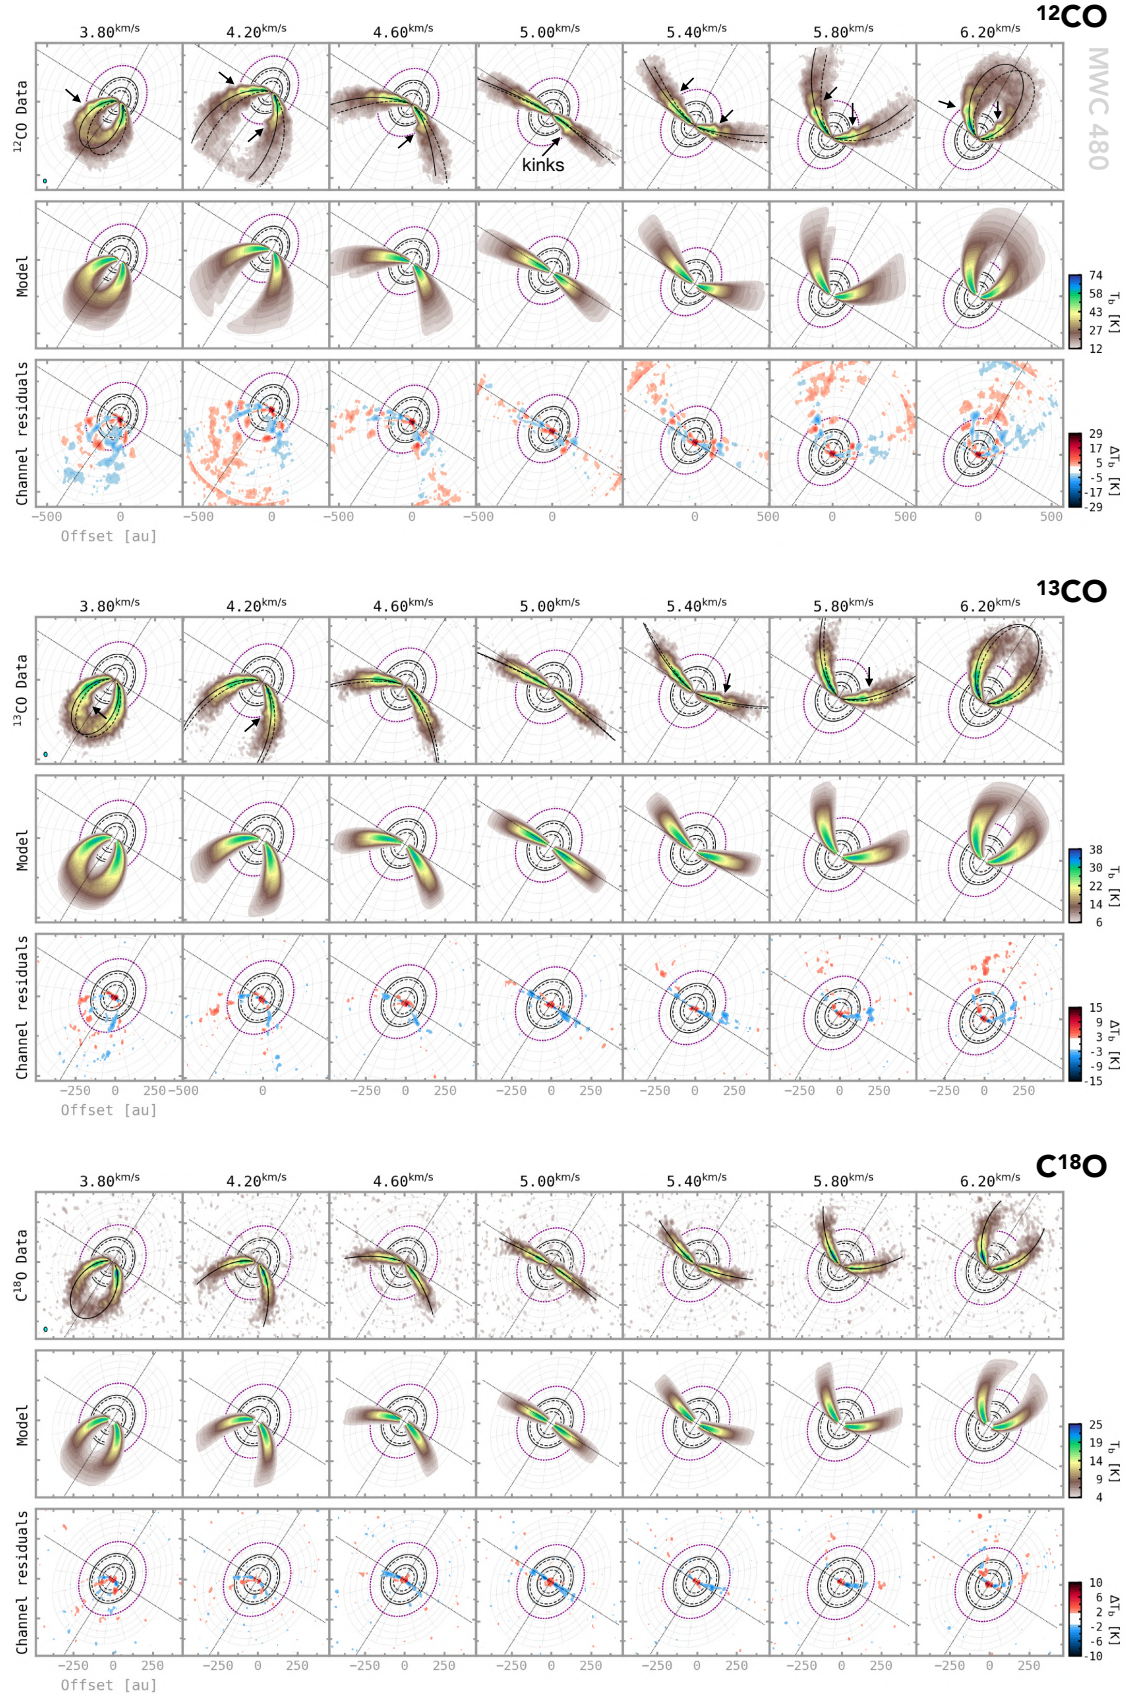 ¹²CO
3.80km/s 4.20km/s 4.60km/s 5.00km/s 5.40km/s 5.80km/s 6.20km/s
¹²CO Data
kinks
MWC 480
Model
74
58
43
27
12
T_b [K]
Channel residuals
29
17
5
-5
-17
-29
ΔT_b [K]
−500 0 −500 0 −500 0 −500 0 0 500 0 500 0 500
Offset [au]
¹³CO
3.80km/s 4.20km/s 4.60km/s 5.00km/s 5.40km/s 5.80km/s 6.20km/s
¹³CO Data
Model
38
30
22
14
6
T_b [K]
Channel residuals
15
9
3
-3
-9
-15
ΔT_b [K]
−250 0 −500 0 −250 0 250 −250 0 250 −250 0 250 −250 0 250 −250 0 250
Offset [au]
C¹⁸O
3.80km/s 4.20km/s 4.60km/s 5.00km/s 5.40km/s 5.80km/s 6.20km/s
C¹⁸O Data
Model
25
19
14
9
4
T_b [K]
Channel residuals
10
6
2
-2
-6
-10
ΔT_b [K]
−250 0 250 −250 0 250 −250 0 250 −250 0 250 −250 0 250 −250 0 250 −250 0 250
Offset [au]